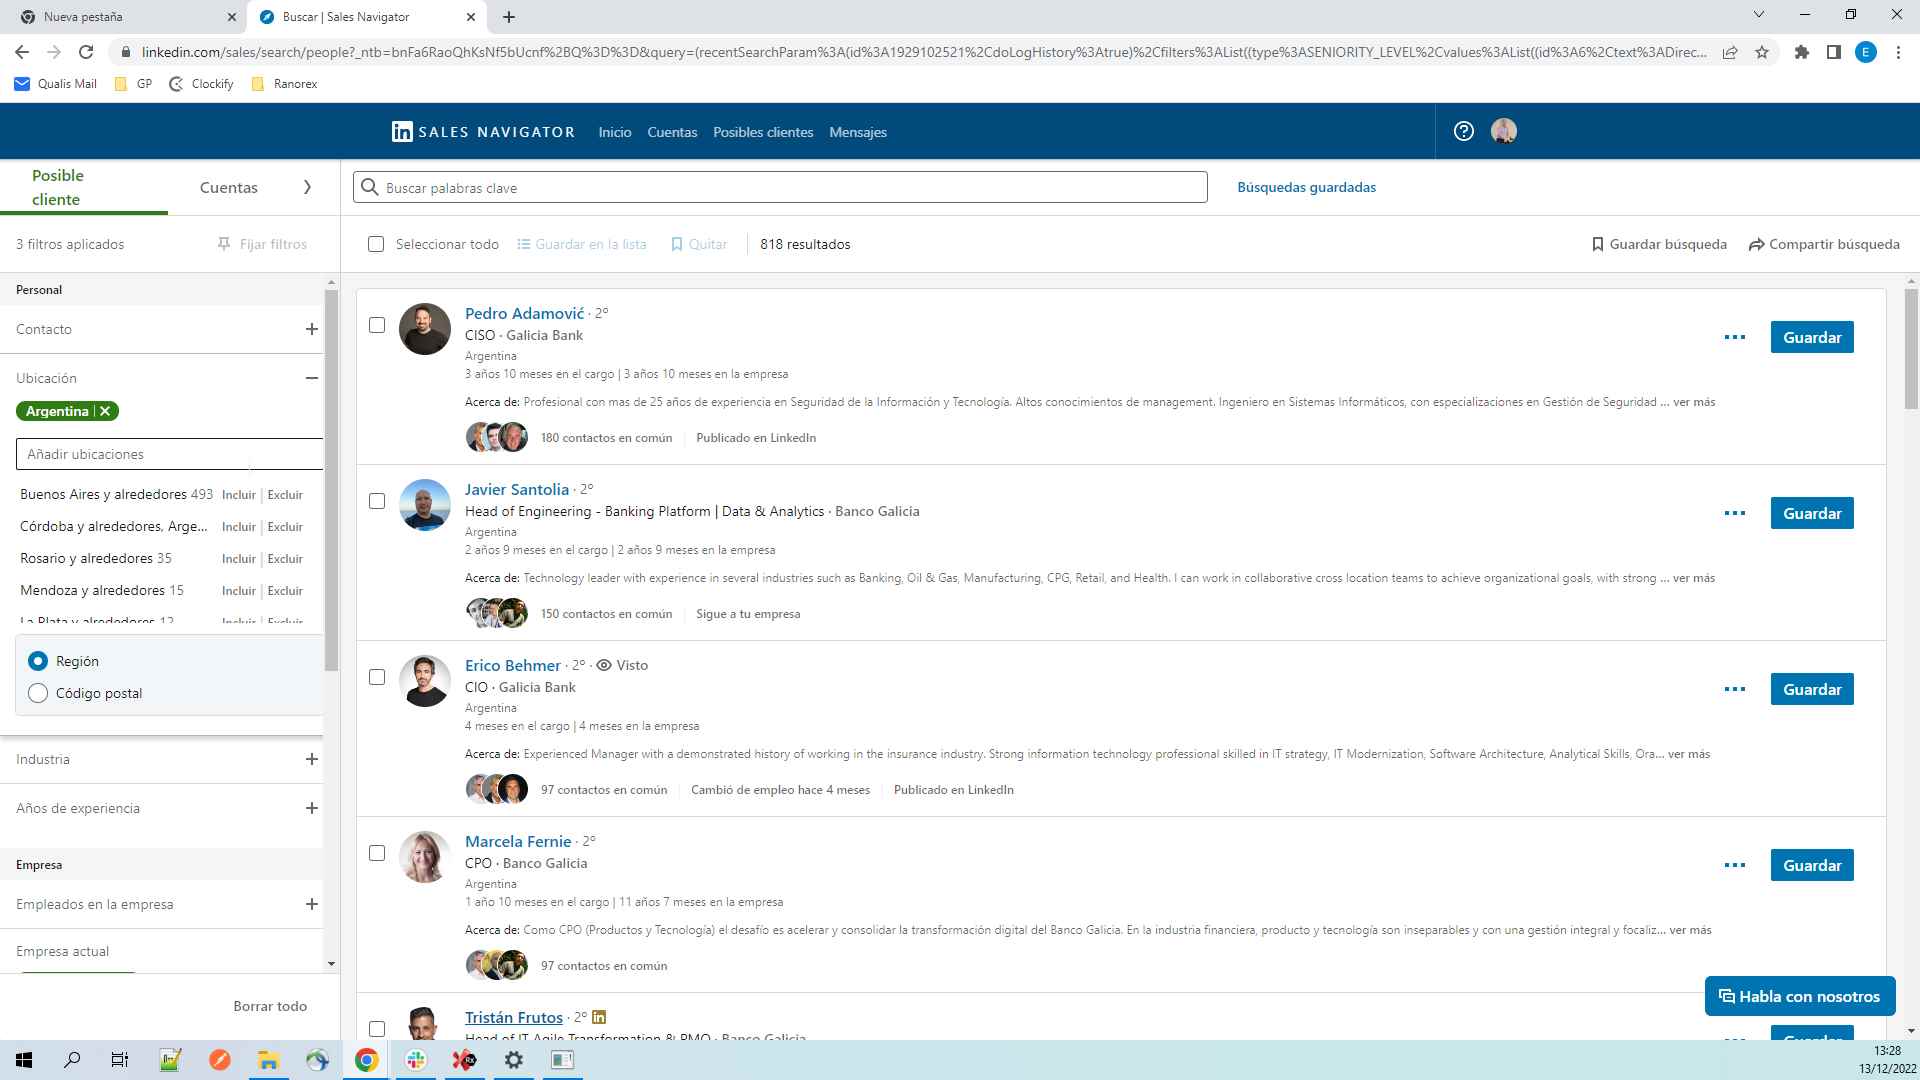 Nueva pestaña
Buscar | Sales Navigator
linkedin.com/sales/search/people?_ntb=bnFa6RaoQhKsNf5bUcnf%2BQ%3D%3D&query=(recentSearchParam%3A(id%3A1929102521%2CdoLogHistory%3Atrue)%2Cfilters%3AList((type%3ASENIORITY_LEVEL%2Cvalues%3AList((id%3A6%2Ctext%3ADirec...
E
Qualis Mail
GP
Clockify
Ranorex
in SALES NAVIGATOR
Inicio
Cuentas
Posibles clientes
Mensajes
Posible cliente
Cuentas
Buscar palabras clave
Búsquedas guardadas
3 filtros aplicados
Fijar filtros
Seleccionar todo
Guardar en la lista
Quitar
818 resultados
Guardar búsqueda
Compartir búsqueda
Personal
Contacto
Ubicación
Argentina
Añadir ubicaciones
Buenos Aires y alrededores 493 Incluir | Excluir
Córdoba y alrededores, Arge... Incluir | Excluir
Rosario y alrededores 35 Incluir | Excluir
Mendoza y alrededores 15 Incluir | Excluir
La Plata y alrededores 12 Incluir | Excluir
Región
Código postal
Industria
Años de experiencia
Empresa
Empleados en la empresa
Empresa actual
Borrar todo
Pedro Adamović · 2º
CISO · Galicia Bank
Argentina
3 años 10 meses en el cargo | 3 años 10 meses en la empresa
Acerca de: Profesional con mas de 25 años de experiencia en Seguridad de la Información y Tecnología. Altos conocimientos de management. Ingeniero en Sistemas Informáticos, con especializaciones en Gestión de Seguridad ... ver más
180 contactos en común
Publicado en LinkedIn
Guardar
Javier Santolia · 2º
Head of Engineering - Banking Platform | Data & Analytics · Banco Galicia
Argentina
2 años 9 meses en el cargo | 2 años 9 meses en la empresa
Acerca de: Technology leader with experience in several industries such as Banking, Oil & Gas, Manufacturing, CPG, Retail, and Health. I can work in collaborative cross location teams to achieve organizational goals, with strong ... ver más
150 contactos en común
Sigue a tu empresa
Guardar
Erico Behmer · 2º · Visto
CIO · Galicia Bank
Argentina
4 meses en el cargo | 4 meses en la empresa
Acerca de: Experienced Manager with a demonstrated history of working in the insurance industry. Strong information technology professional skilled in IT strategy, IT Modernization, Software Architecture, Analytical Skills, Ora... ver más
97 contactos en común
Cambió de empleo hace 4 meses
Publicado en LinkedIn
Guardar
Marcela Fernie · 2º
CPO · Banco Galicia
Argentina
1 año 10 meses en el cargo | 11 años 7 meses en la empresa
Acerca de: Como CPO (Productos y Tecnología) el desafío es acelerar y consolidar la transformación digital del Banco Galicia. En la industria financiera, producto y tecnología son inseparables y con una gestión integral y focaliz... ver más
97 contactos en común
Guardar
Tristán Frutos · 2º in
Head of IT Agile Transformation & PMO · Banco Galicia
Guardar
Habla con nosotros
13:28
13/12/2022